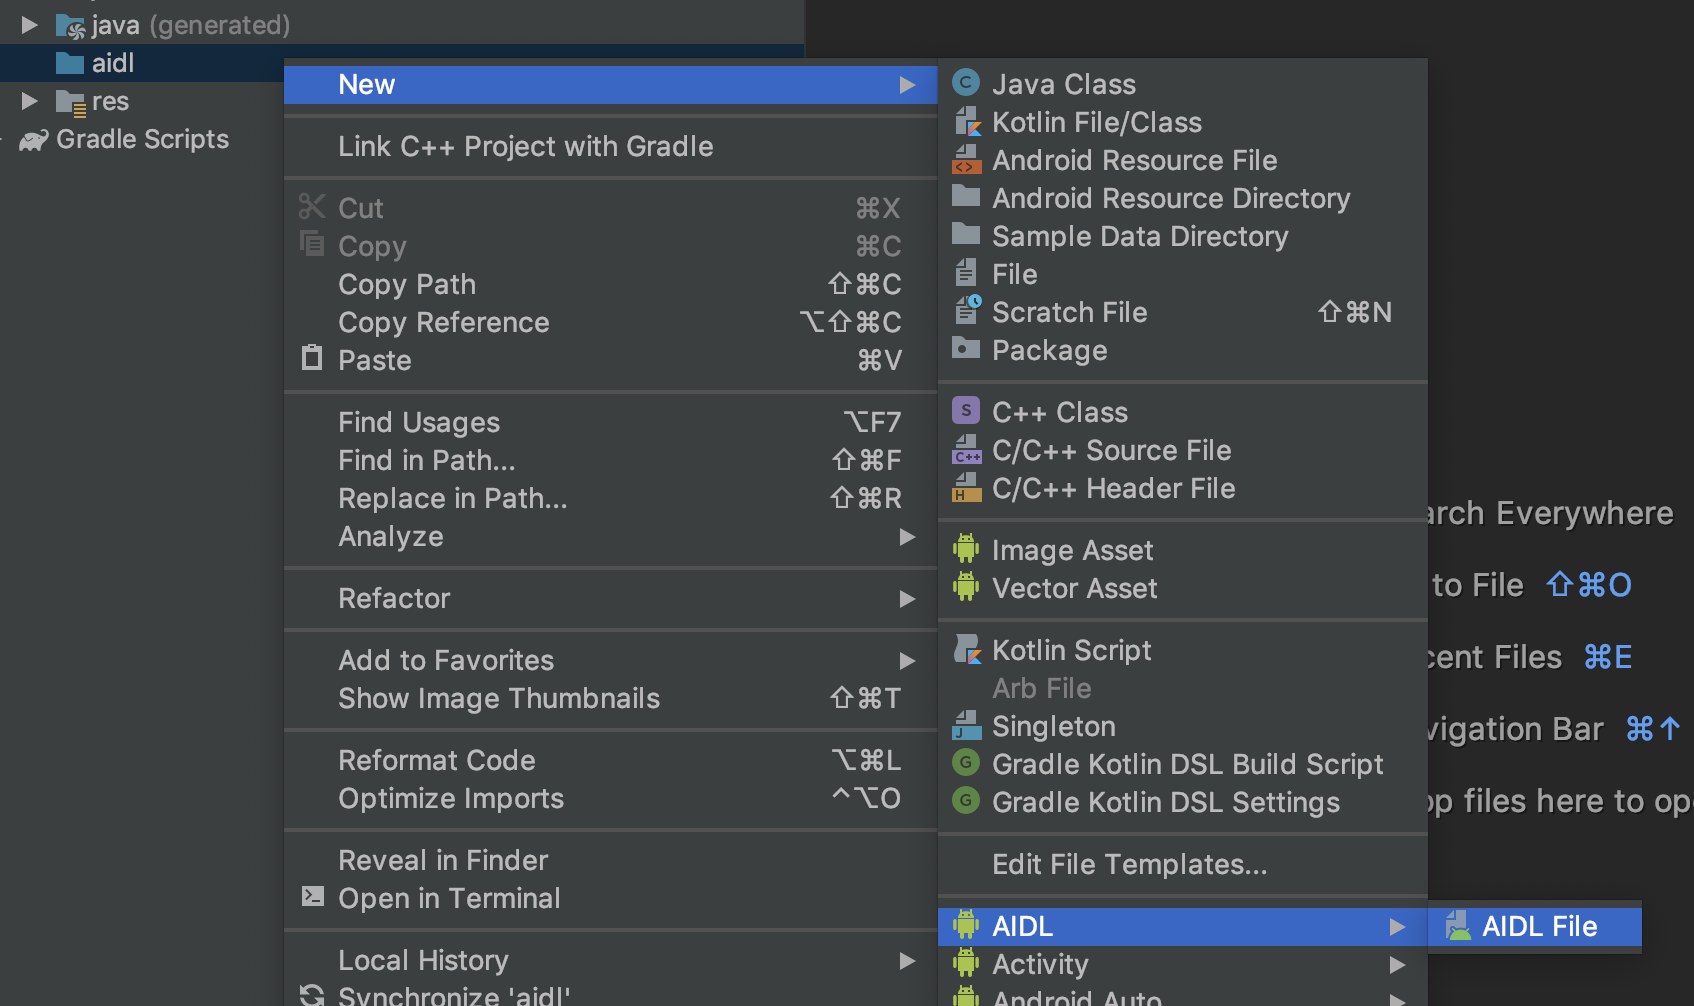 java (generated)
aidl
res
Gradle Scripts
New
Link C++ Project with Gradle
Cut ⌘X
Copy ⌘C
Copy Path ⇧⌘C
Copy Reference ⌥⇧⌘C
Paste ⌘V
Find Usages ⌥F7
Find in Path... ⇧⌘F
Replace in Path... ⇧⌘R
Analyze
Refactor
Add to Favorites
Show Image Thumbnails ⇧⌘T
Reformat Code ⌥⌘L
Optimize Imports ^⌥O
Reveal in Finder
Open in Terminal
Local History
Synchronize 'aidl'
C Java Class
Kotlin File/Class
<> Android Resource File
Android Resource Directory
Sample Data Directory
File
Scratch File ⇧⌘N
Package
S C++ Class
C++ C/C++ Source File
H C/C++ Header File
Image Asset
Vector Asset
Kotlin Script
Arb File
J Singleton
G Gradle Kotlin DSL Build Script
G Gradle Kotlin DSL Settings
Edit File Templates...
AIDL
Activity
Android Auto
AIDL File
arch Everywhere
to File ⇧⌘O
cent Files ⌘E
vigation Bar ⌘↑
op files here to op